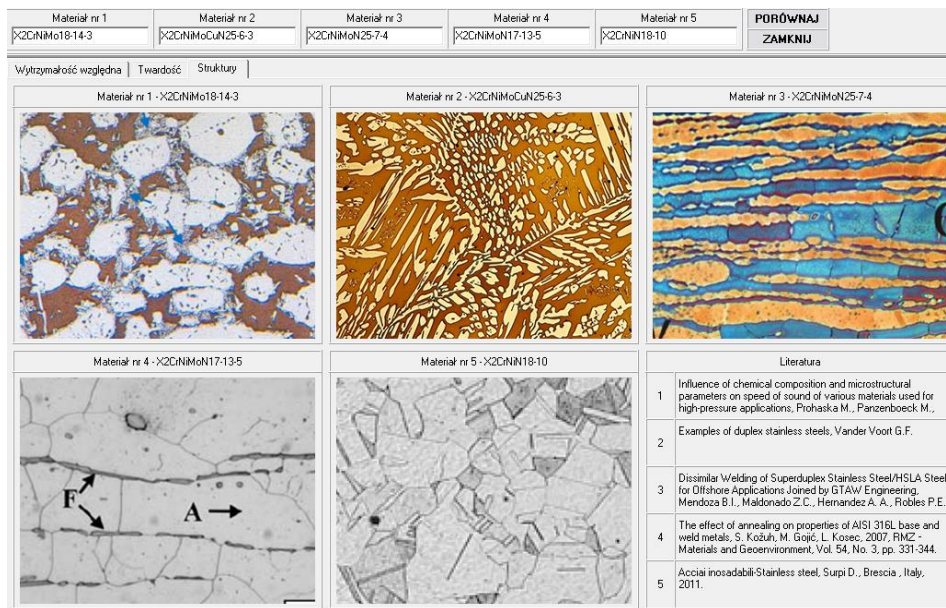 Materiał nr 1
Materiał nr 2
Materiał nr 3
Materiał nr 4
Materiał nr 5
PORÓWNAJ
X2CrNiMo18-14-3
X2CrNiMoCuN25-6-3
X2CrNiMoN25-7-4
X2CrNiMoN17-13-5
X2CrNiN18-10
ZAMKNIJ
Wytrzymałość względna
Twardość
Struktury
Materiał nr 1 - X2CrNiMo18-14-3
Materiał nr 2 - X2CrNiMoCuN25-6-3
Materiał nr 3 - X2CrNiMoN25-7-4
Materiał nr 4 - X2CrNiMoN17-13-5
Materiał nr 5 - X2CrNiN18-10
Literatura
F
A
1
Influence of chemical composition and microstructural
parameters on speed of sound of various materials used for
high-pressure applications, Prohaska M., Panzenboeck M.,
2
Examples of duplex stainless steels, Vander Voort G.F.
3
Dissimilar Welding of Superduplex Stainless Steel/HSLA Steel
for Offshore Applications Joined by GTAW Engineering,
Mendoza B.I., Maldonado Z.C., Hernandez A. A., Robles P.E.
4
The effect of annealing on properties of AISI 316L base and
weld metals, S. Kožuh, M. Gojić, L. Kosec, 2007, RMZ -
Materials and Geoenvironment, Vol. 54, No. 3, pp. 331-344.
5
Acciai inosadabili-Stainless steel, Surpi D., Brescia , Italy,
2011.